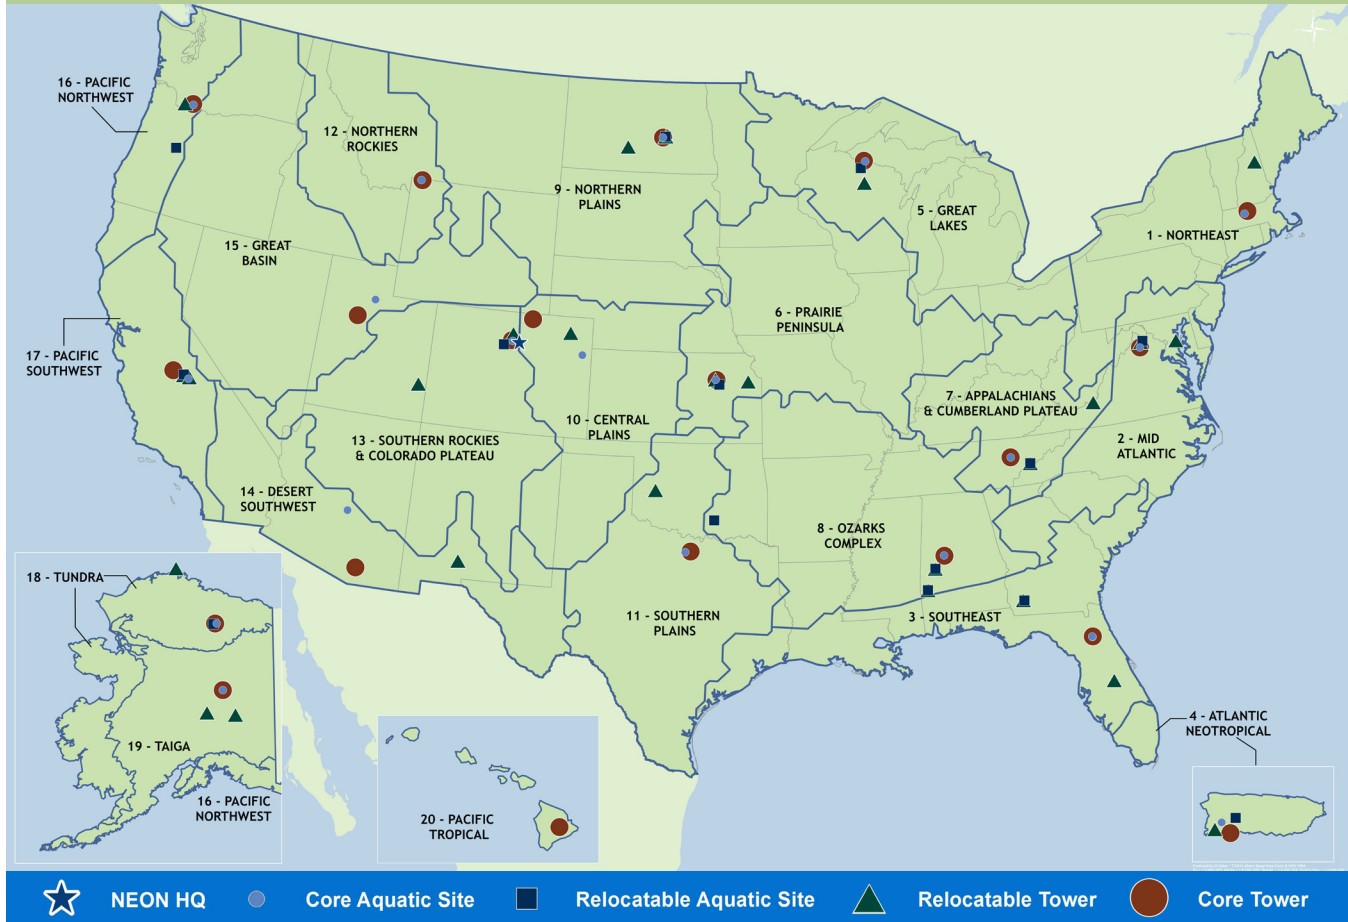 16 - PACIFIC
NORTHWEST
12 - NORTHERN
ROCKIES
9 - NORTHERN
PLAINS
5 - GREAT
LAKES
1 - NORTHEAST
15 - GREAT
BASIN
6 - PRAIRIE
PENINSULA
17 - PACIFIC
SOUTHWEST
7 - APPALACHIANS
& CUMBERLAND PLATEAU
10 - CENTRAL
PLAINS
2 - MID
ATLANTIC
13 - SOUTHERN ROCKIES
& COLORADO PLATEAU
14 - DESERT
SOUTHWEST
8 - OZARKS
COMPLEX
18 - TUNDRA
11 - SOUTHERN
PLAINS
3 - SOUTHEAST
4 - ATLANTIC
NEOTROPICAL
19 - TAIGA
16 - PACIFIC
NORTHWEST
20 - PACIFIC
TROPICAL
NEON HQ
Core Aquatic Site
Relocatable Aquatic Site
Relocatable Tower
Core Tower